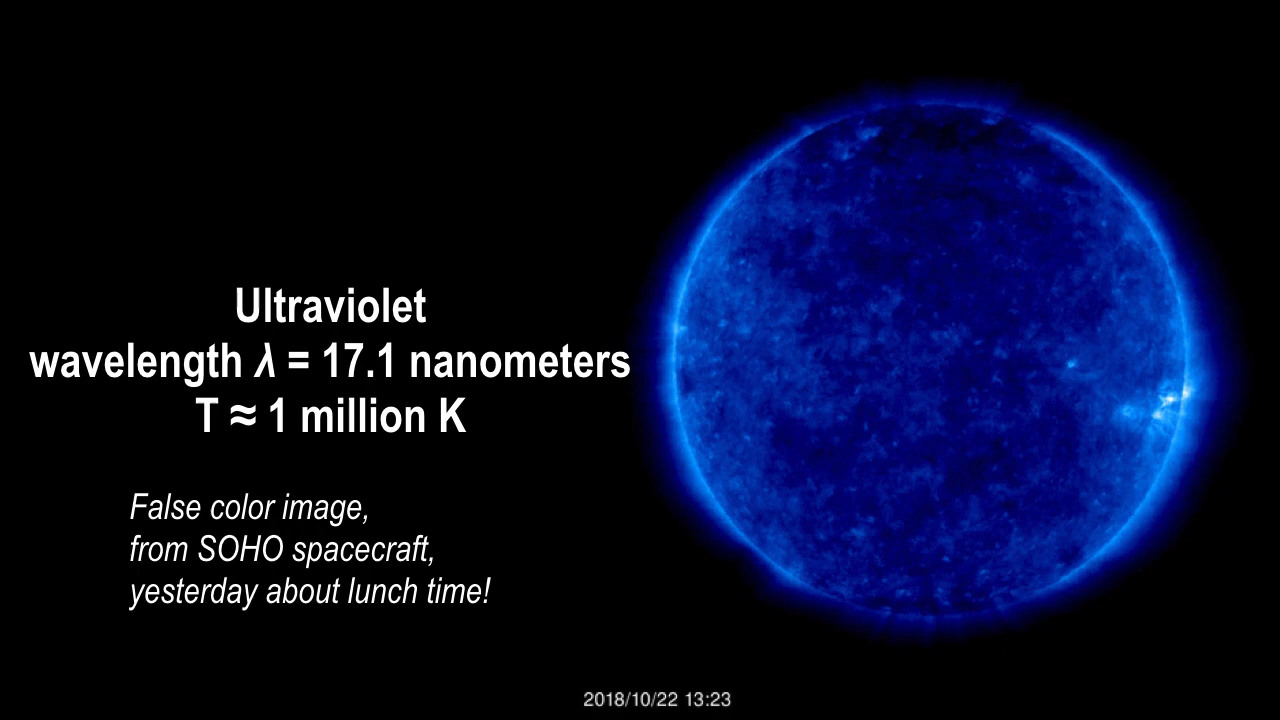 Ultraviolet
wavelength λ = 17.1 nanometers
T ≈ 1 million K
False color image,
from SOHO spacecraft,
yesterday about lunch time!
2018/10/22 13:23